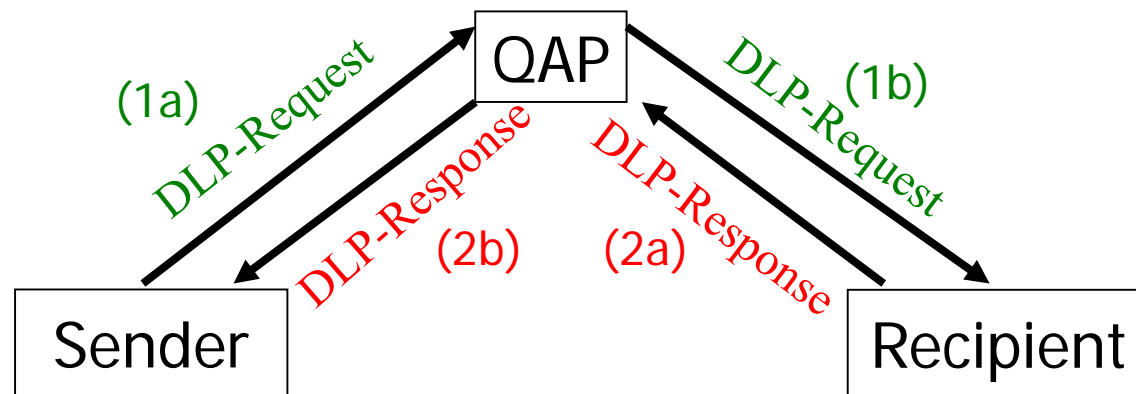 QAP
(1a)
DLP-Request
DLP-Request
(1b)
DLP-Response
(2b)
(2a)
DLP-Response
Sender
Recipient